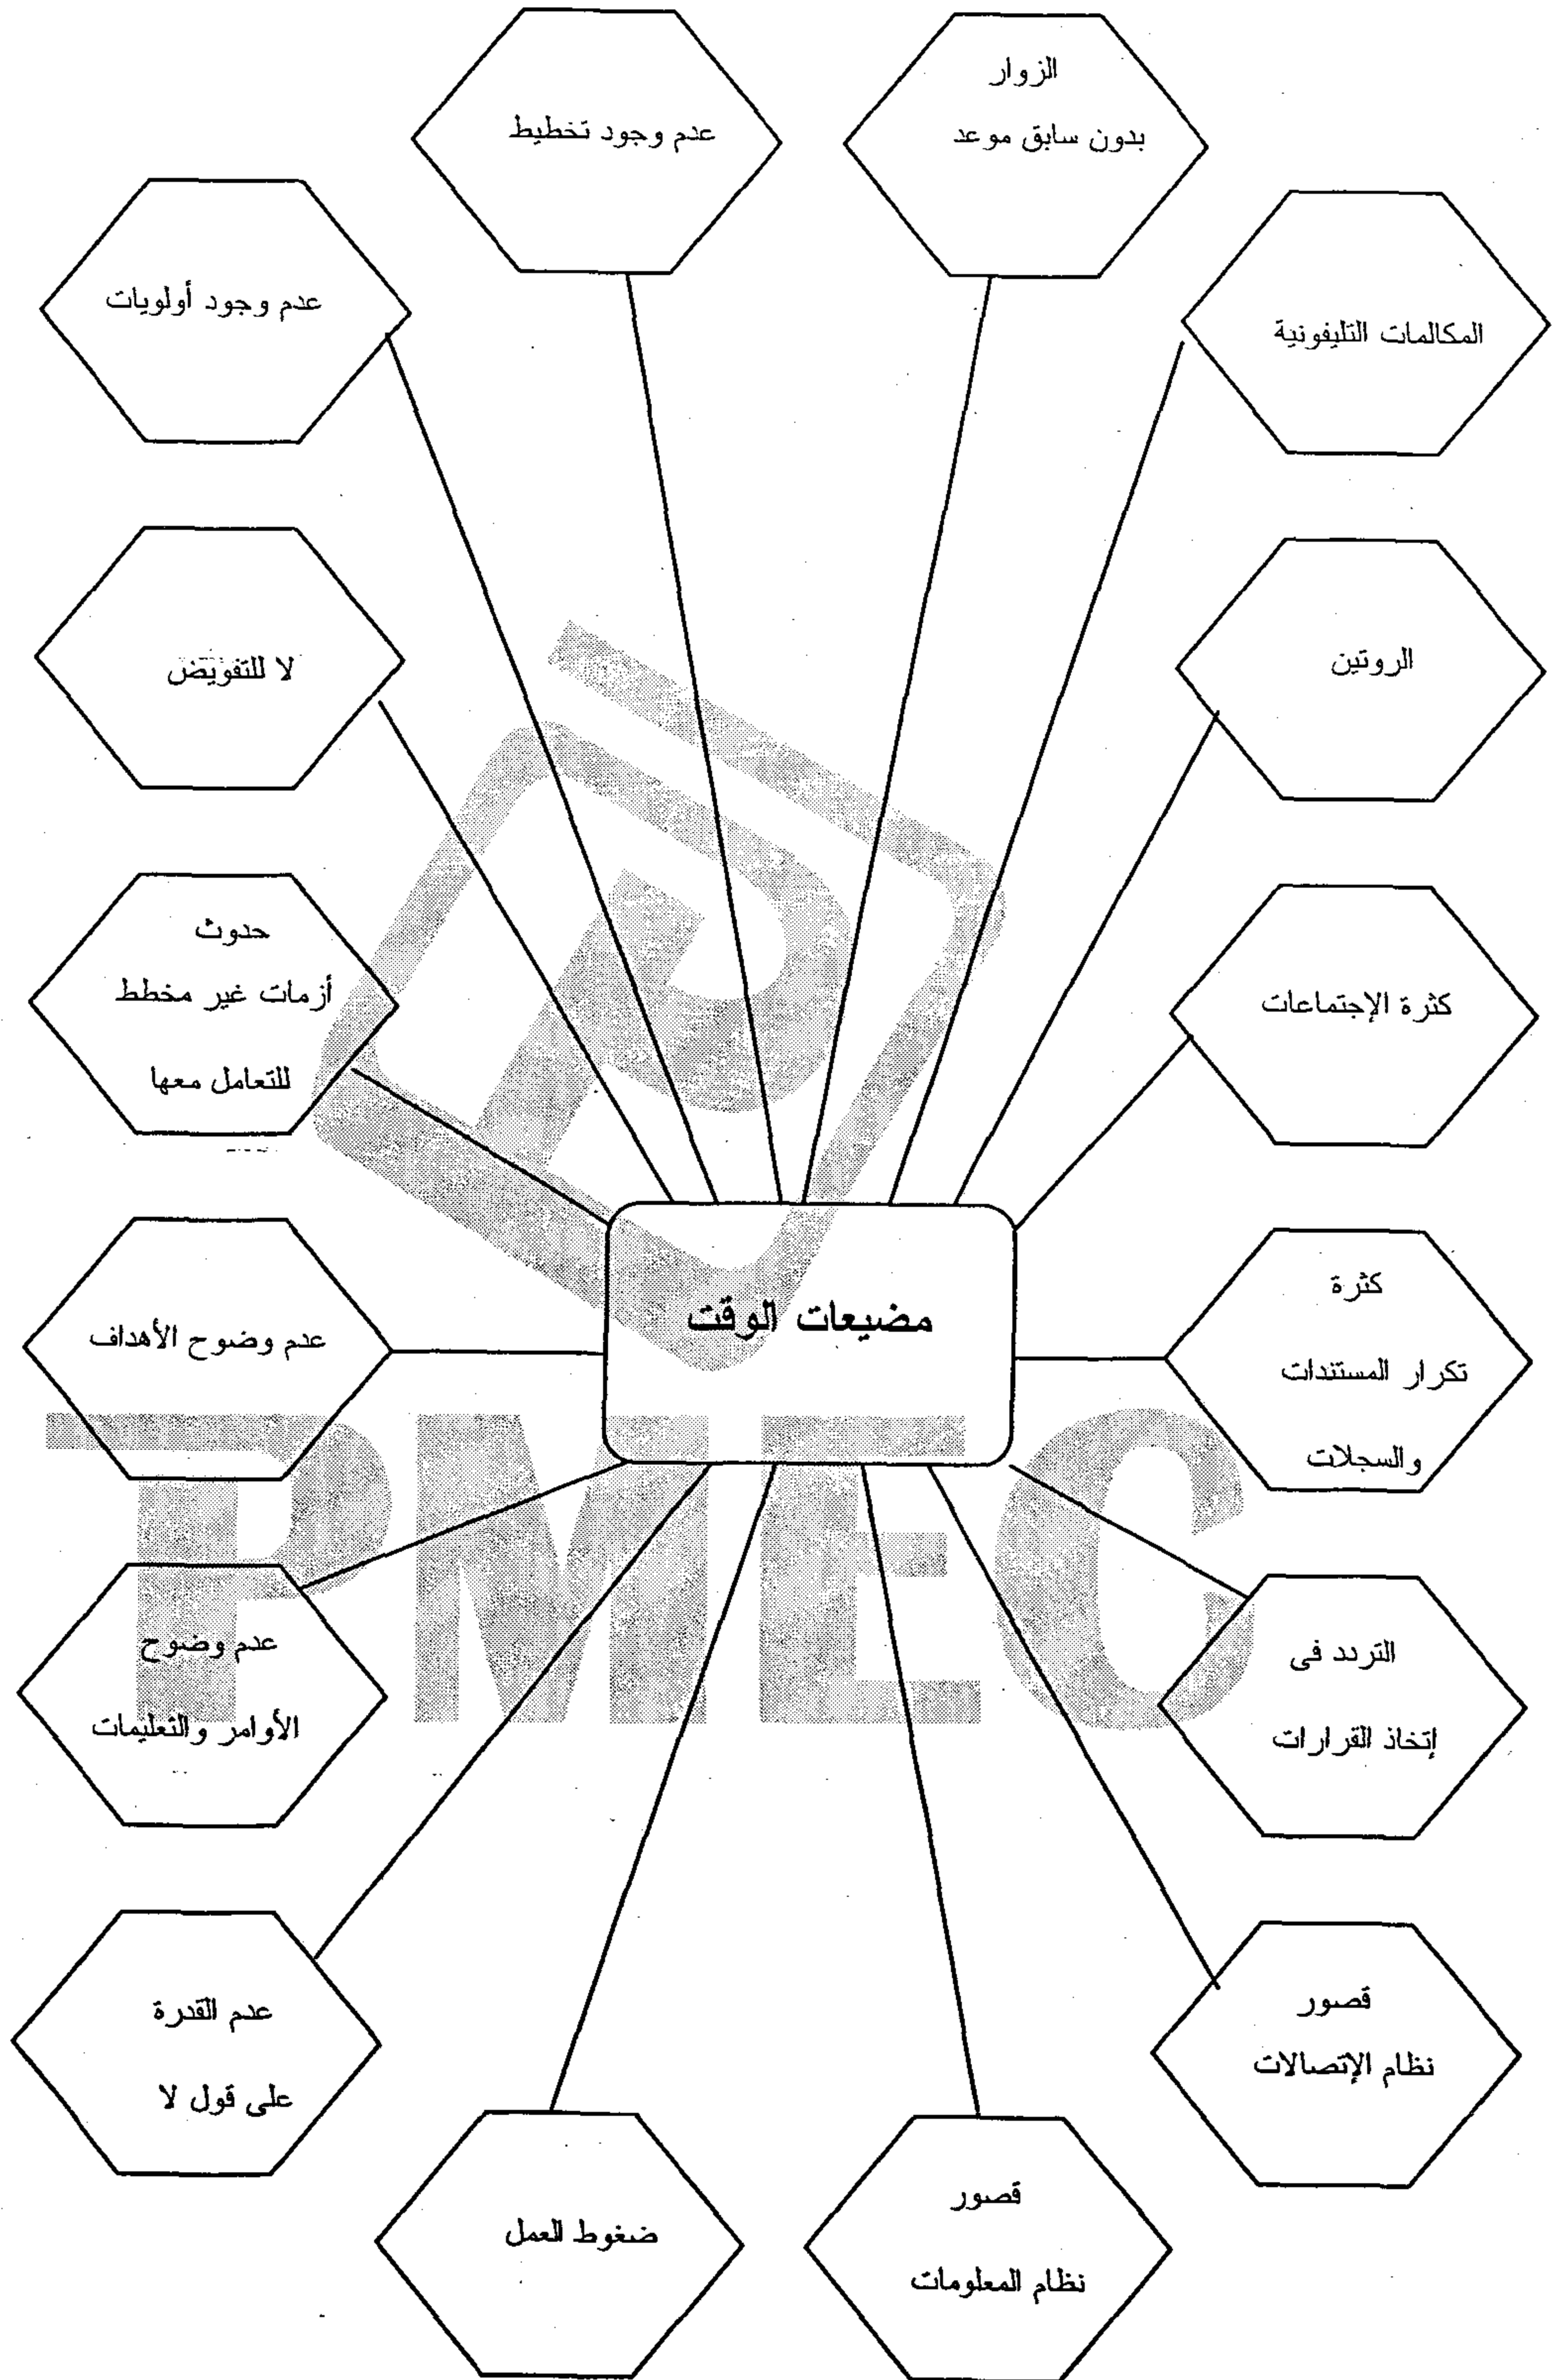 الزوار
بدون سابق موعد
عدم وجود تخطيط
المكالمات التليفونية
عدم وجود أولويات
الروتين
لا للتفويض
كثرة الإجتماعات
حدوث
أزمات غير مخطط
للتعامل معها
مضيعات الوقت
كثرة
تكرار المستندات
والسجلات
عدم وضوح الأهداف
PMEC
التردد فى
إتخاذ القرارات
عدم وضوح
الأوامر والتعليمات
قصور
نظام الإتصالات
عدم القدرة
على قول لا
قصور
نظام المعلومات
ضغوط العمل